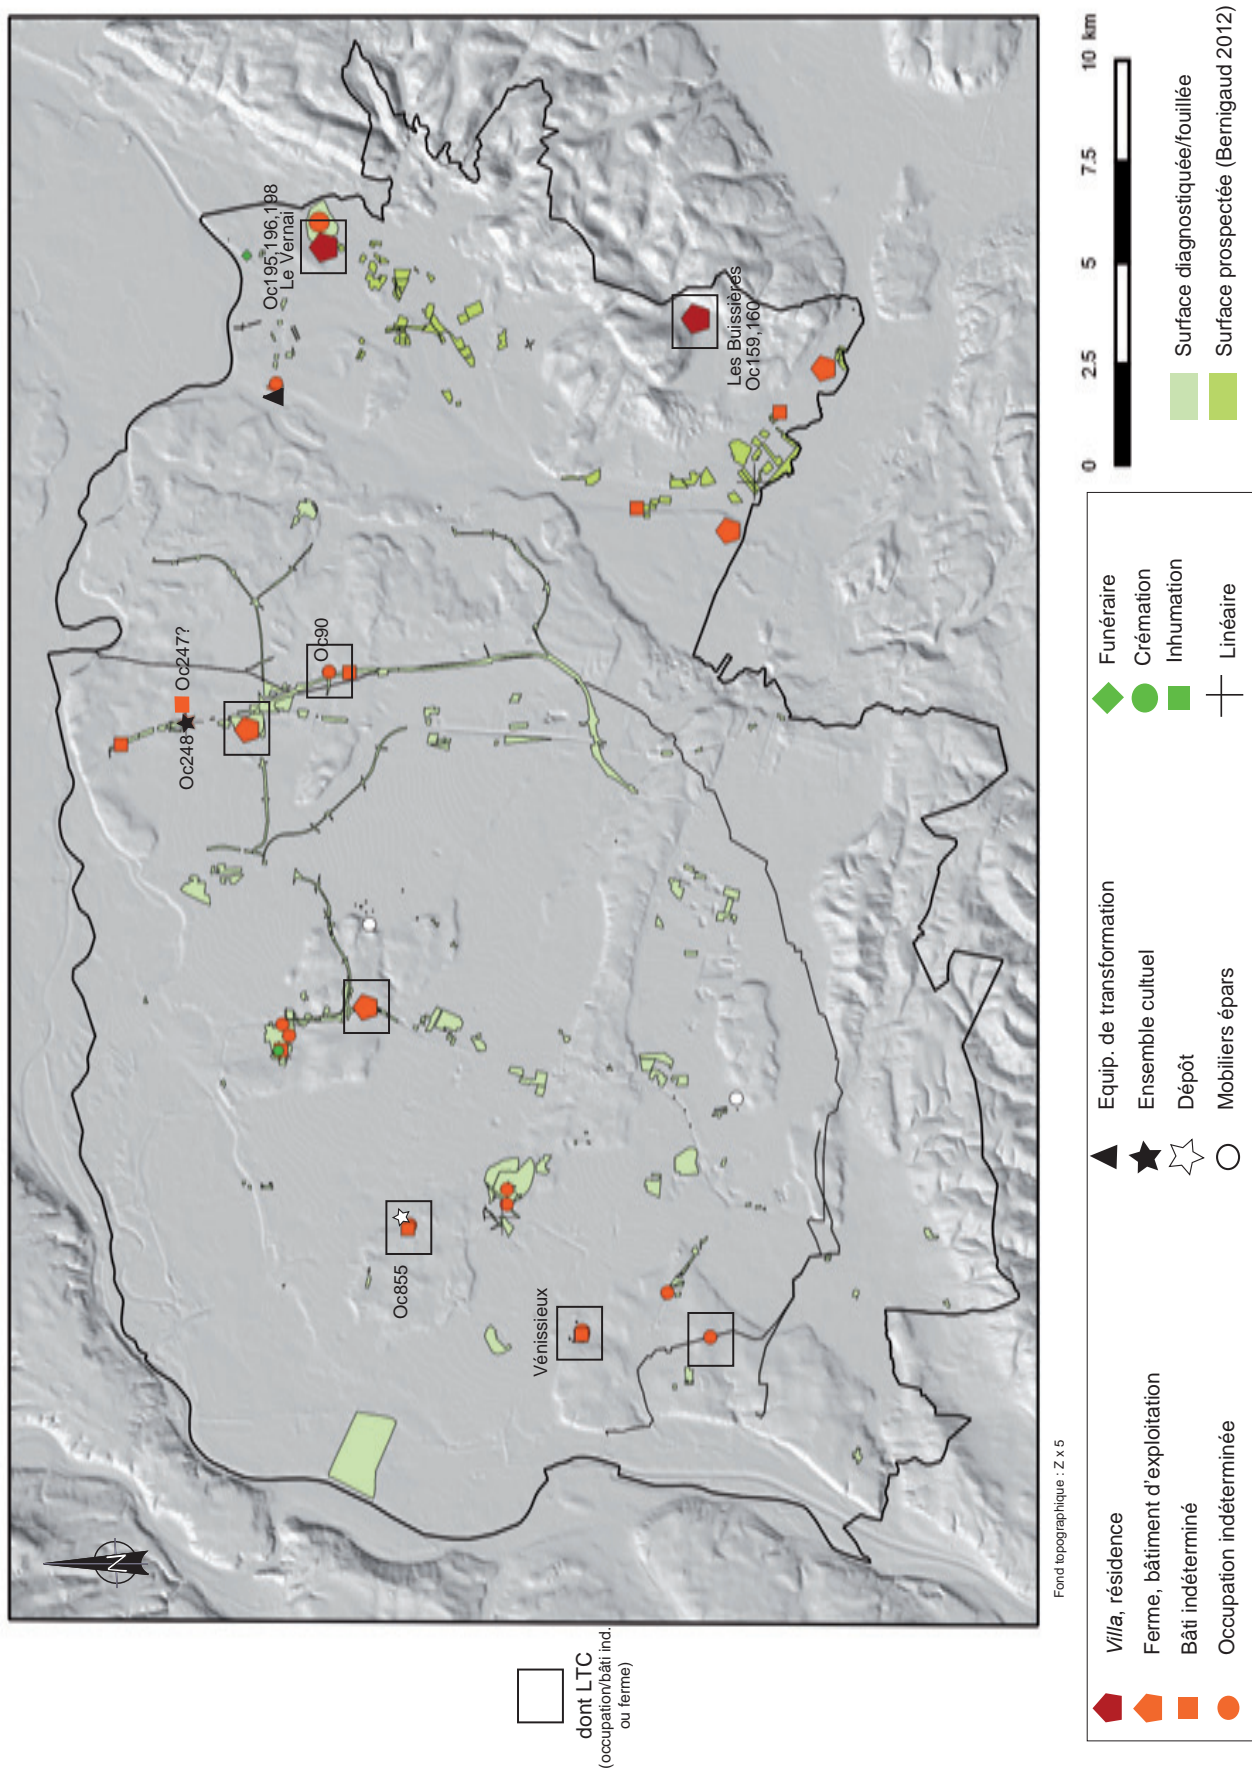 Oc195,196,198
Le Vernai
Les Buissières
Oc159,160
Oc90
Oc247?
Oc248
Oc855
Vénissieux
N
Fond topographique : Z x 5
dont LTC
(occupation/bâti ind.
ou ferme)
0 2.5 5 7.5 10 km
Villa, résidence
Ferme, bâtiment d'exploitation
Bâti indéterminé
Occupation indéterminée
Equip. de transformation
Ensemble cultuel
Dépôt
Mobiliers épars
Funéraire
Crémation
Inhumation
Linéaire
Surface diagnostiquée/fouillée
Surface prospectée (Bernigaud 2012)